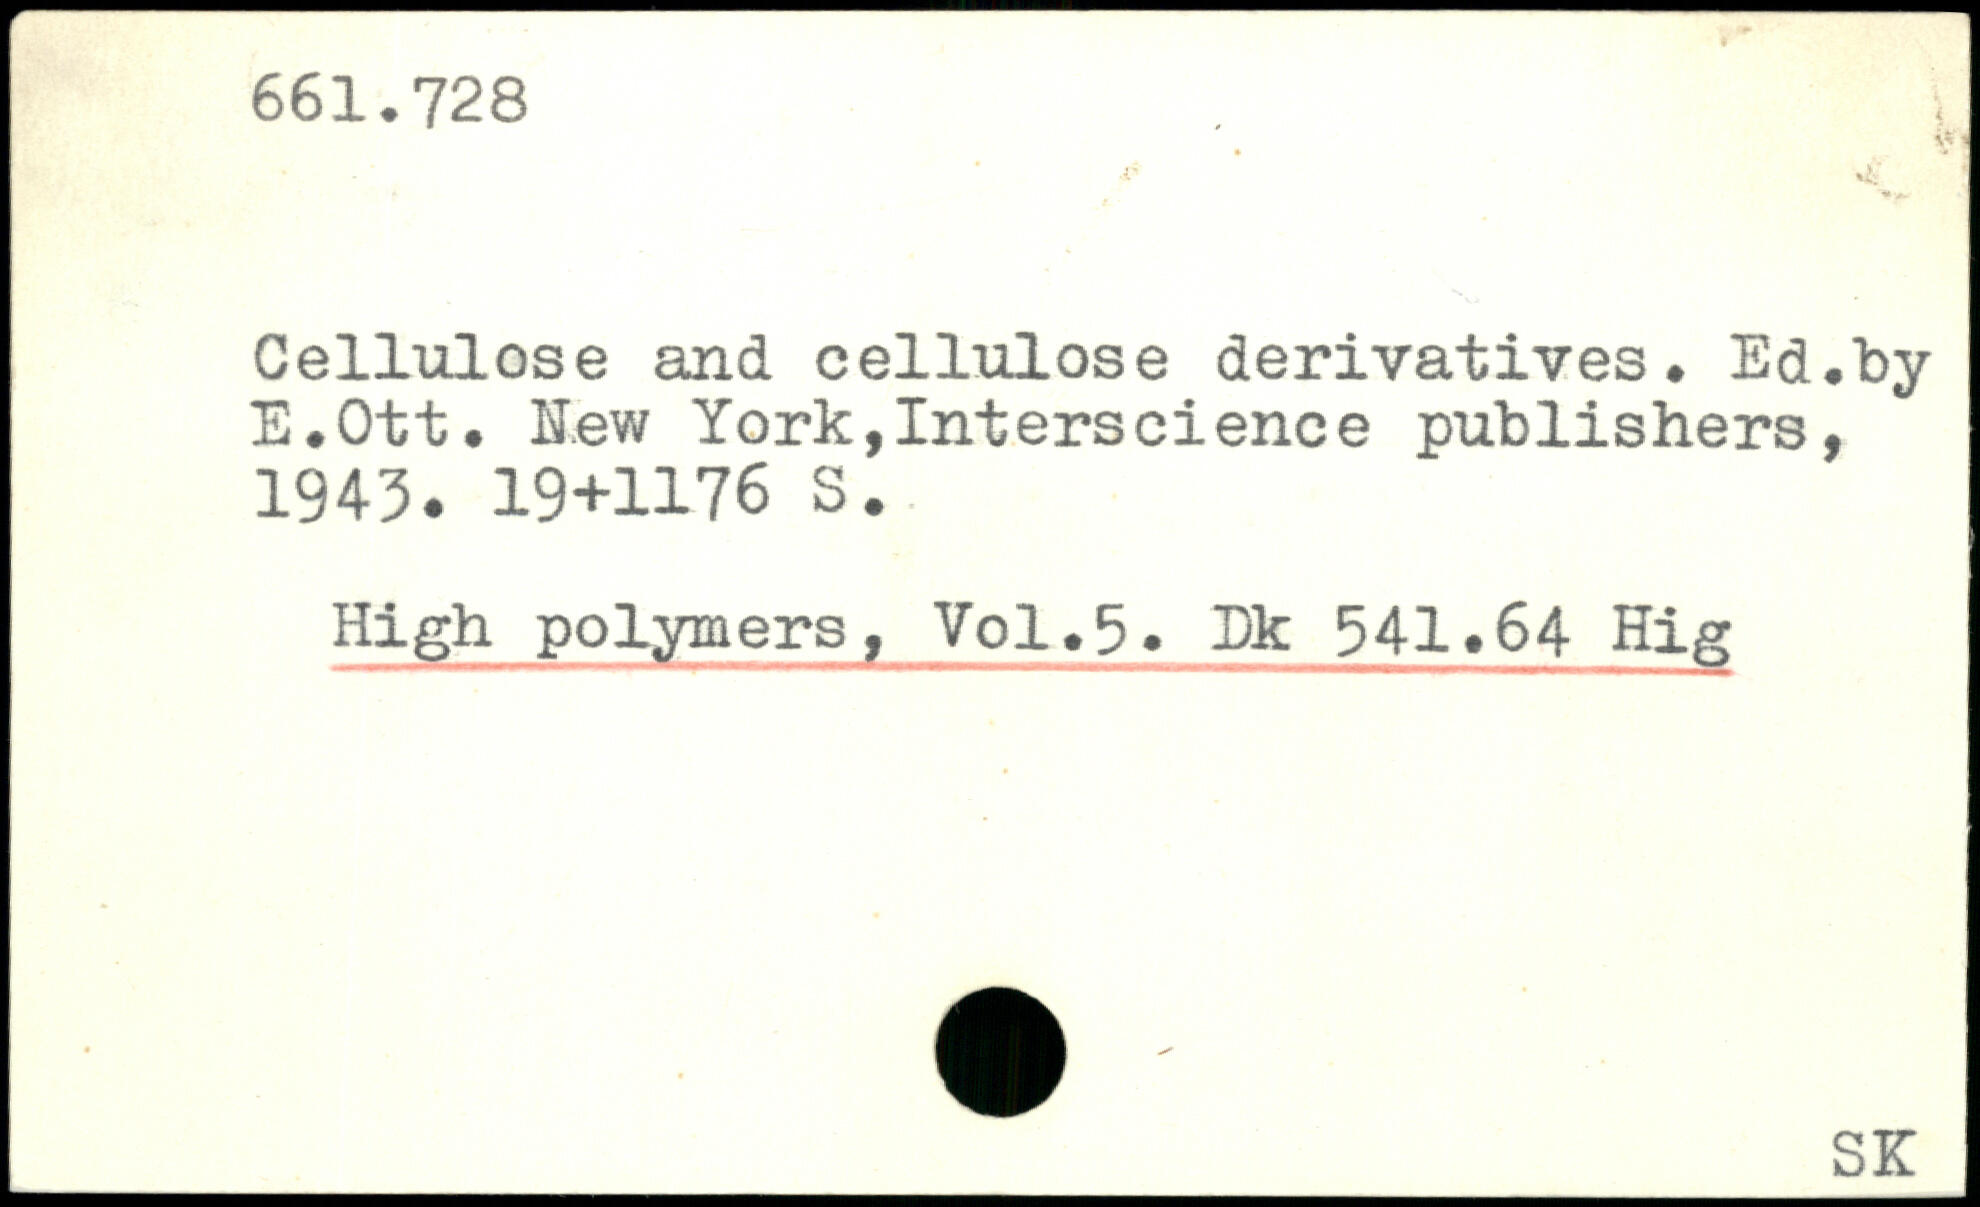 661.728
Cellulose and cellulose derivatives. Ed.by
E.Ott. New York,Interscience publishers,
1943. 19+1176 S.
High polymers, Vol.5. Dk 541.64 Hig
SK